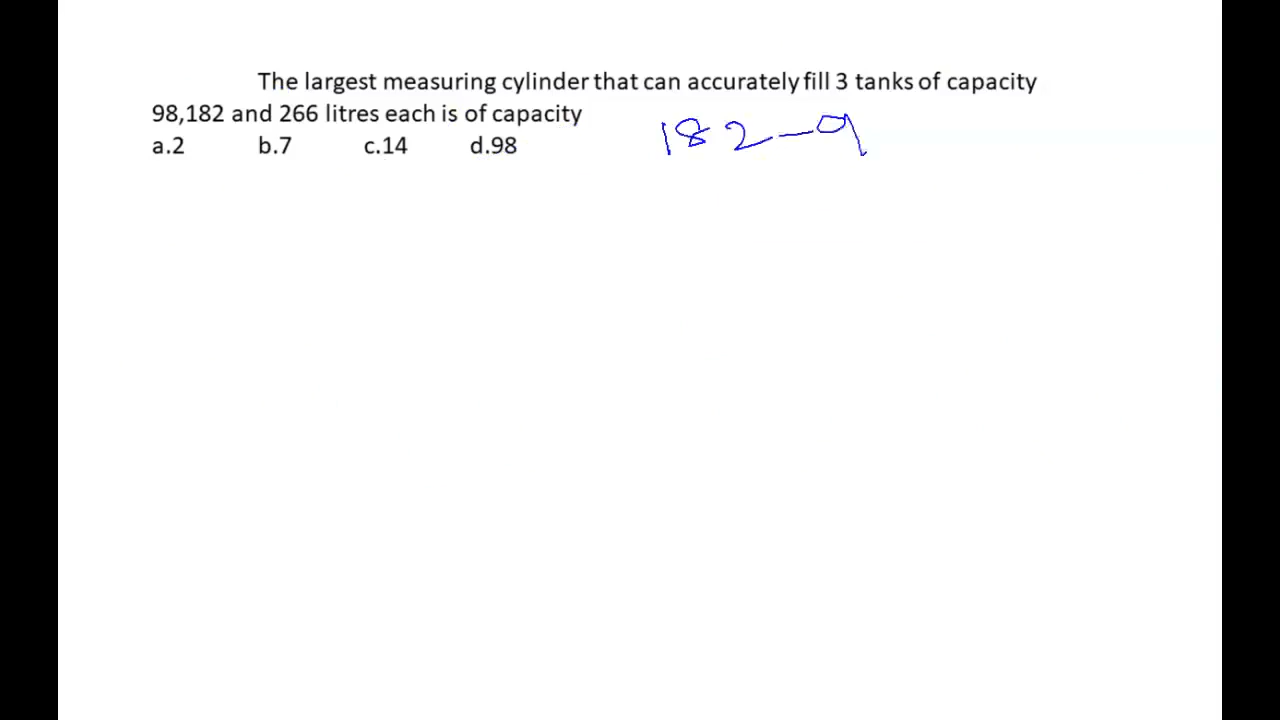 The largest measuring cylinder that can accurately fill 3 tanks of capacity
98,182 and 266 litres each is of capacity
182-9
a.2 b.7 c.14 d.98